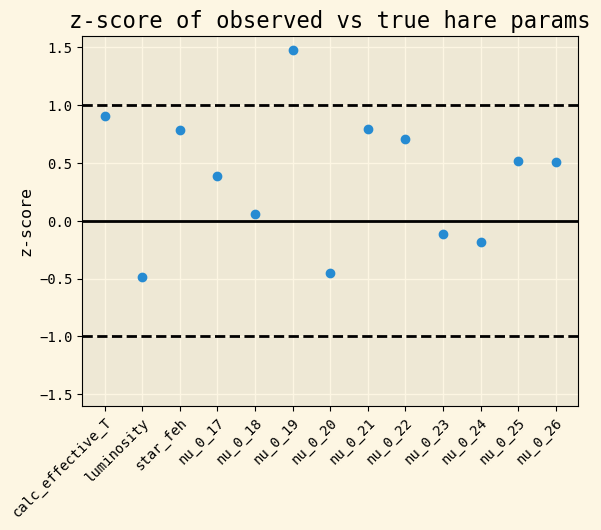 z-score of observed vs true hare params
1.5
1.0
0.5
0.0
−0.5
−1.0
−1.5
z-score
calc_effective_T
luminosity
star_feh
nu_0_17
nu_0_18
nu_0_19
nu_0_20
nu_0_21
nu_0_22
nu_0_23
nu_0_24
nu_0_25
nu_0_26